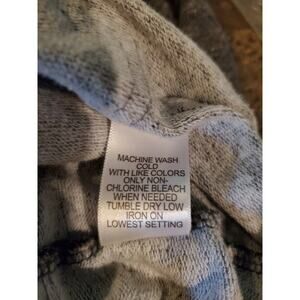 MACHINE WASH
COLD
WITH LIKE COLORS
ONLY NON-
CHLORINE BLEACH
WHEN NEEDED
TUMBLE DRY LOW
IRON ON
LOWEST SETTING